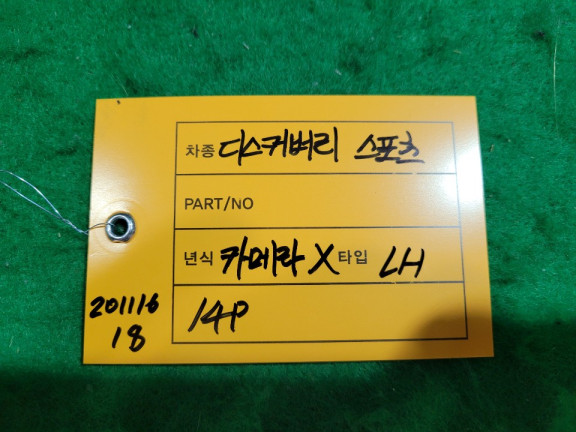 차종 디스커버리 스포츠
PART/NO
년식 카메라 X 타입 LH
201116
18
14P